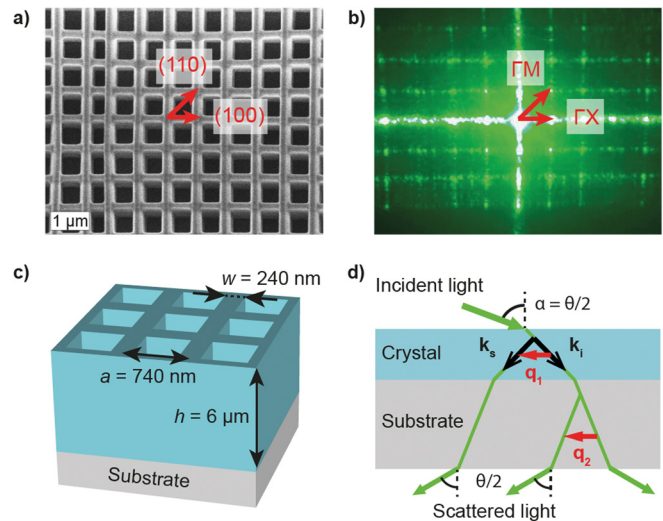 a)
(110)
(100)
1 μm
b)
ΓM
ΓX
c)
w = 240 nm
a = 740 nm
h = 6 μm
Substrate
d)
Incident light
α = θ/2
Crystal
kₛ
kᵢ
q₁
Substrate
q₂
θ/2
θ/2
Scattered light